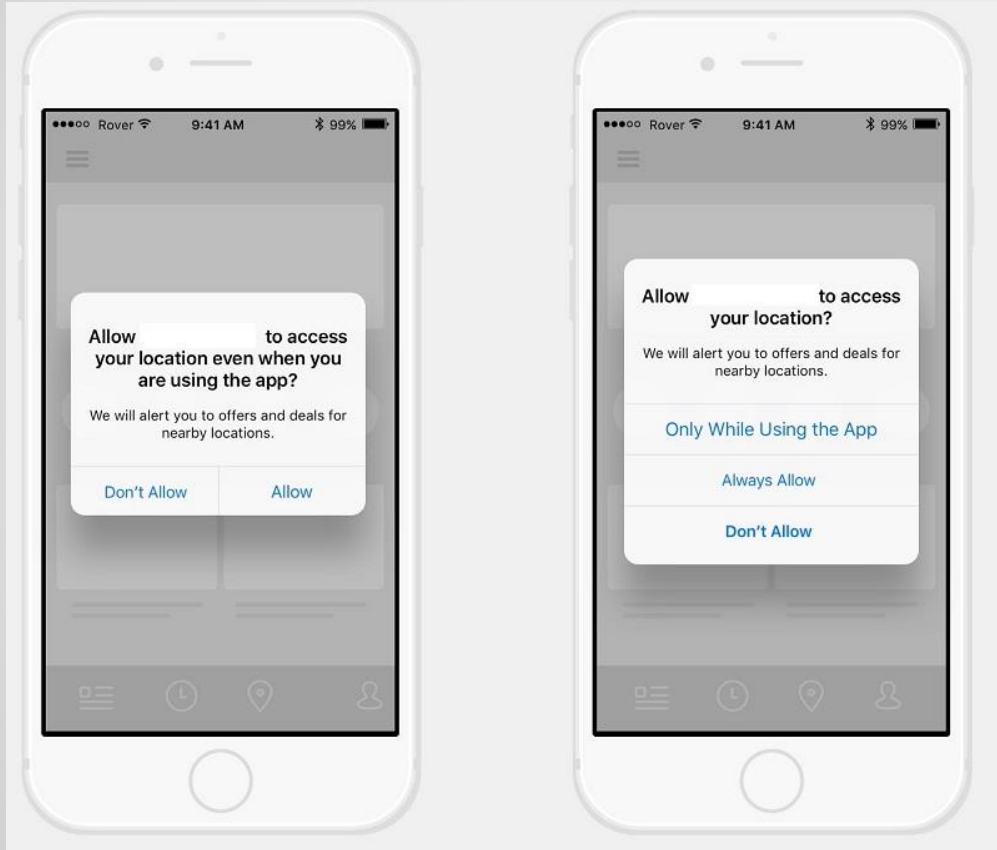 Rover 9:41 AM 99%
Allow to access
your location even when you
are using the app?
We will alert you to offers and deals for
nearby locations.
Don't Allow Allow
Rover 9:41 AM 99%
Allow to access
your location?
We will alert you to offers and deals for
nearby locations.
Only While Using the App
Always Allow
Don't Allow